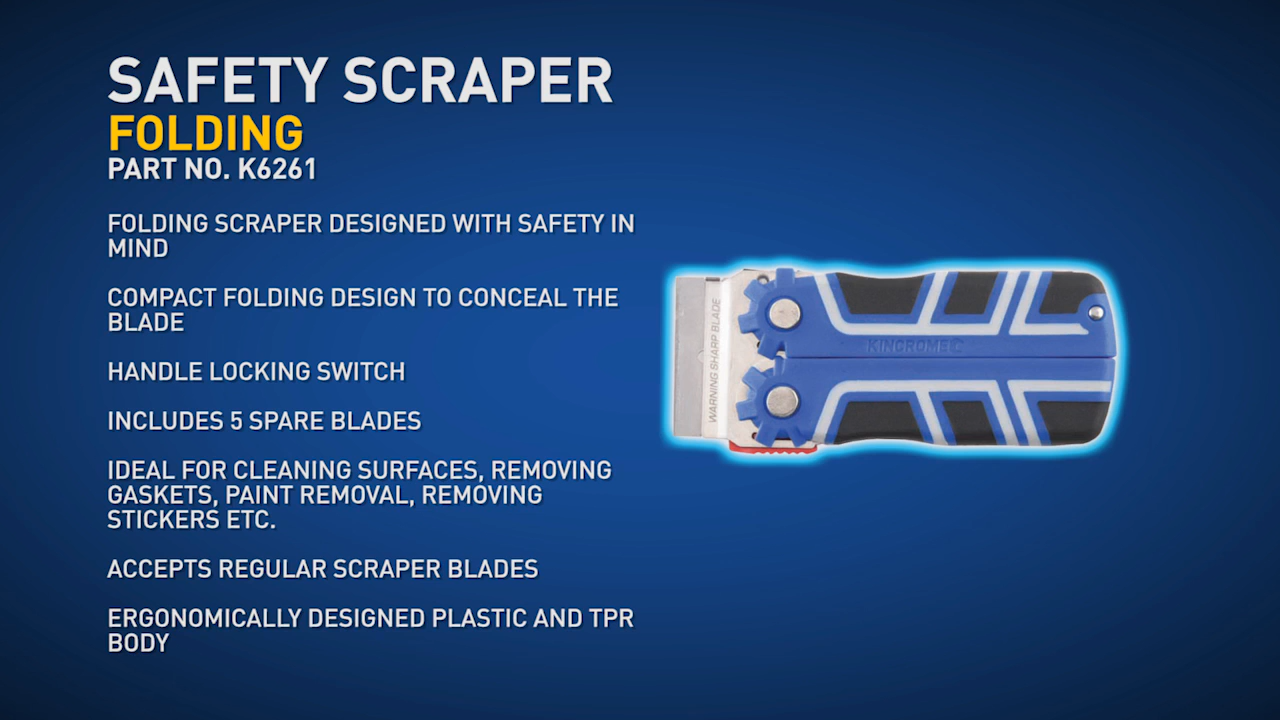 SAFETY SCRAPER
FOLDING
PART NO. K6261
FOLDING SCRAPER DESIGNED WITH SAFETY IN
MIND
COMPACT FOLDING DESIGN TO CONCEAL THE
BLADE
HANDLE LOCKING SWITCH
INCLUDES 5 SPARE BLADES
IDEAL FOR CLEANING SURFACES, REMOVING
GASKETS, PAINT REMOVAL, REMOVING
STICKERS ETC.
ACCEPTS REGULAR SCRAPER BLADES
ERGONOMICALLY DESIGNED PLASTIC AND TPR
BODY
WARNING SHARP BLADE
KINCROME